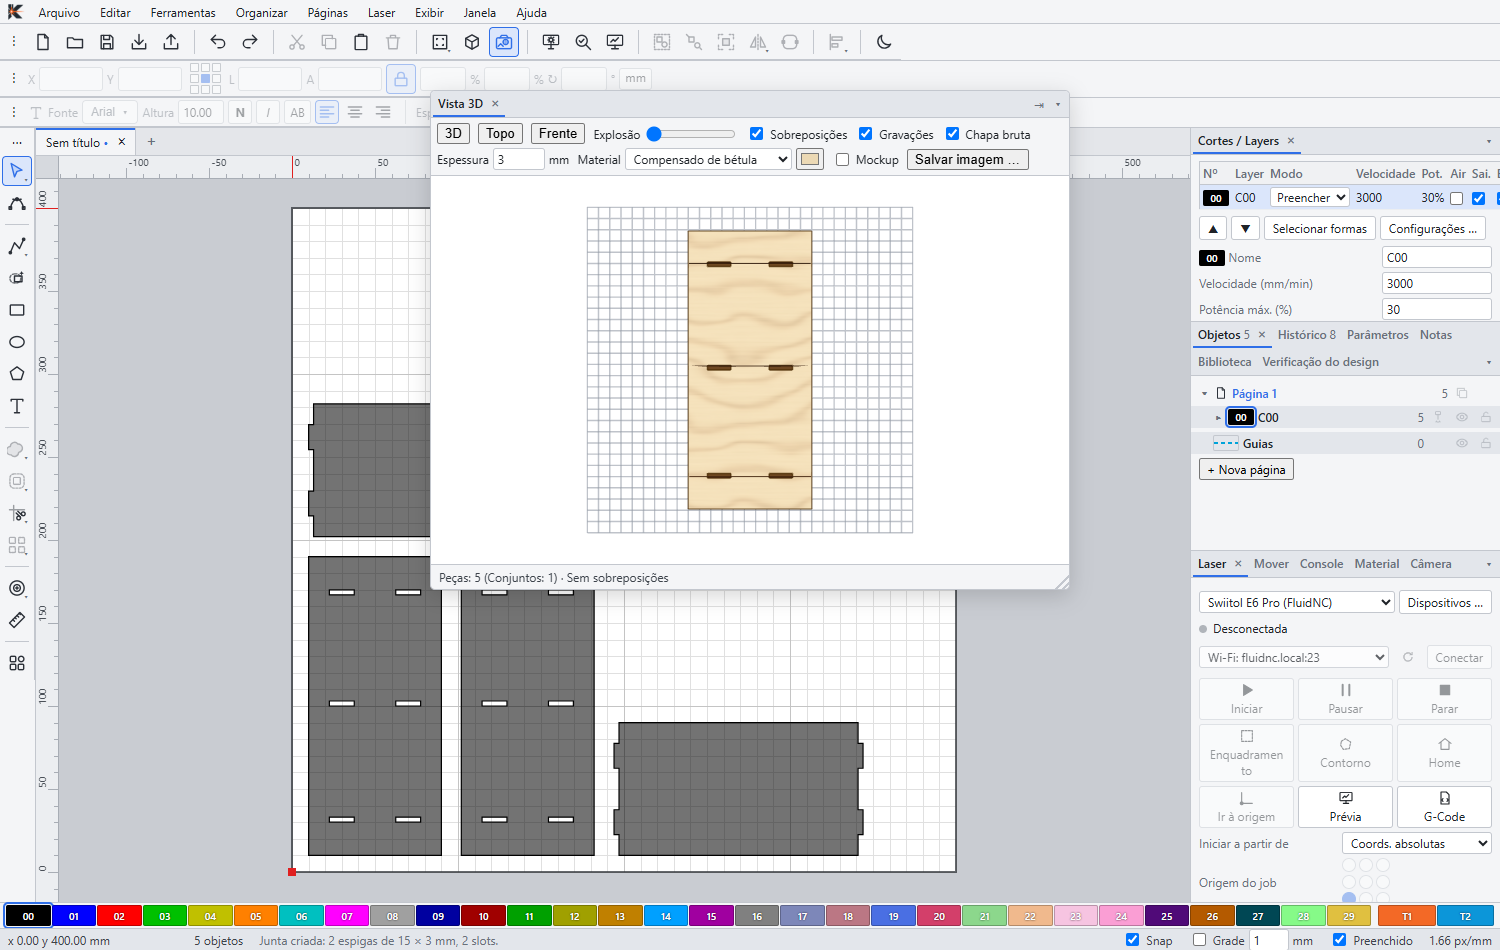 Arquivo Editar Ferramentas Organizar Páginas Laser Exibir Janela Ajuda
X Y L A % % ° mm
Fonte Arial Altura 10.00 N I AB Esp
Vista 3D
3D Topo Frente Explosão Sobreposições Gravações Chapa bruta
Espessura 3 mm Material Compensado de bétula Mockup Salvar imagem ...
Peças: 5 (Conjuntos: 1) · Sem sobreposições
Sem título • × +
-100 -50 0 50 500
400
350
300
250
200
150
100
50
0
Cortes / Layers
Nº Layer Modo Velocidade Pot. Air Sai.
00 C00 Preencher 3000 30%
▲ ▼ Selecionar formas Configurações ...
00 Nome C00
Velocidade (mm/min) 3000
Potência máx. (%) 30
Objetos 5 Histórico 8 Parâmetros Notas
Biblioteca Verificação do design
Página 1 5
00 C00 5
Guias 0
+ Nova página
Laser Mover Console Material Câmera
Swiitol E6 Pro (FluidNC) Dispositivos ...
Desconectada
Wi-Fi: fluidnc.local:23 Conectar
Iniciar Pausar Parar
Enquadramen
to Contorno Home
Ir à origem Prévia G-Code
Iniciar a partir de Coords. absolutas
Origem do job
00 01 02 03 04 05 06 07 08 09 10 11 12 13 14 15 16 17 18 19 20 21 22 23 24 25 26 27 28 29 T1 T2
x 0.00 y 400.00 mm 5 objetos Junta criada: 2 espigas de 15 × 3 mm, 2 slots. Snap Grade 1 mm Preenchido 1.66 px/mm